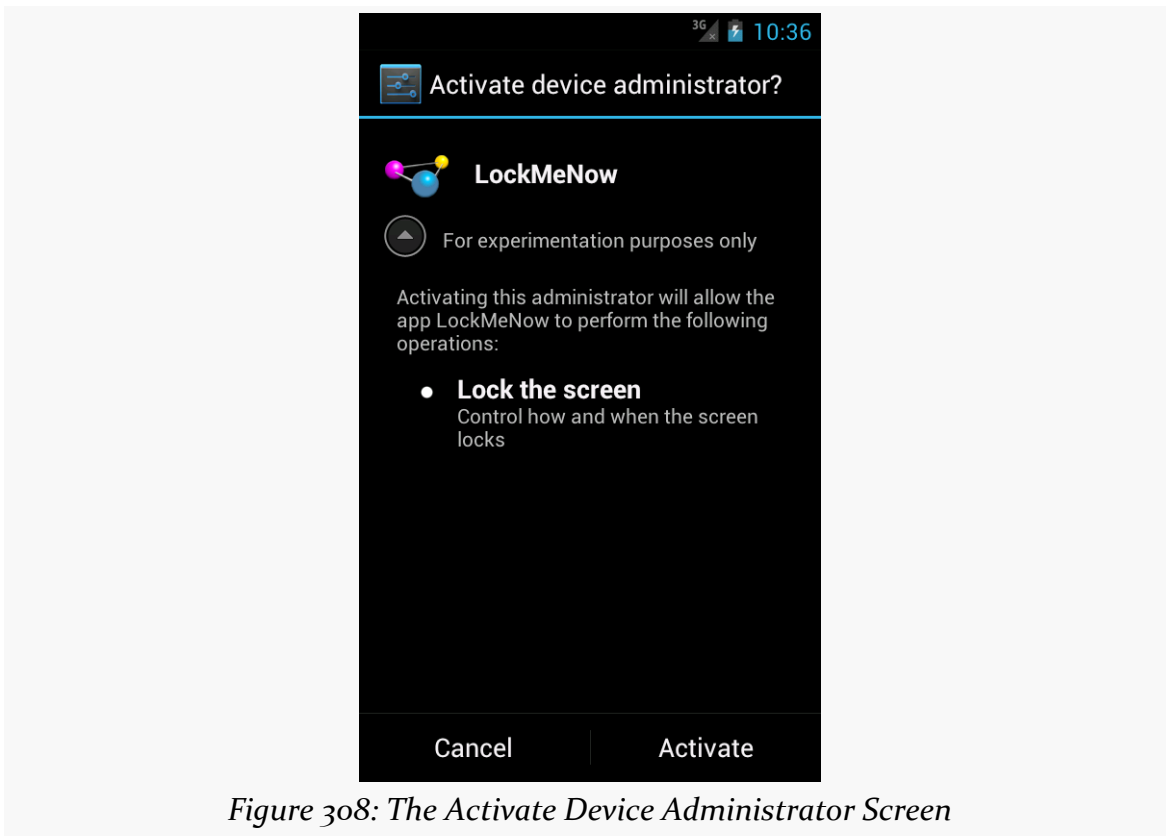 3G 10:36
Activate device administrator?
LockMeNow
For experimentation purposes only
Activating this administrator will allow the
app LockMeNow to perform the following
operations:
Lock the screen
Control how and when the screen
locks
Cancel Activate
Figure 308: The Activate Device Administrator Screen